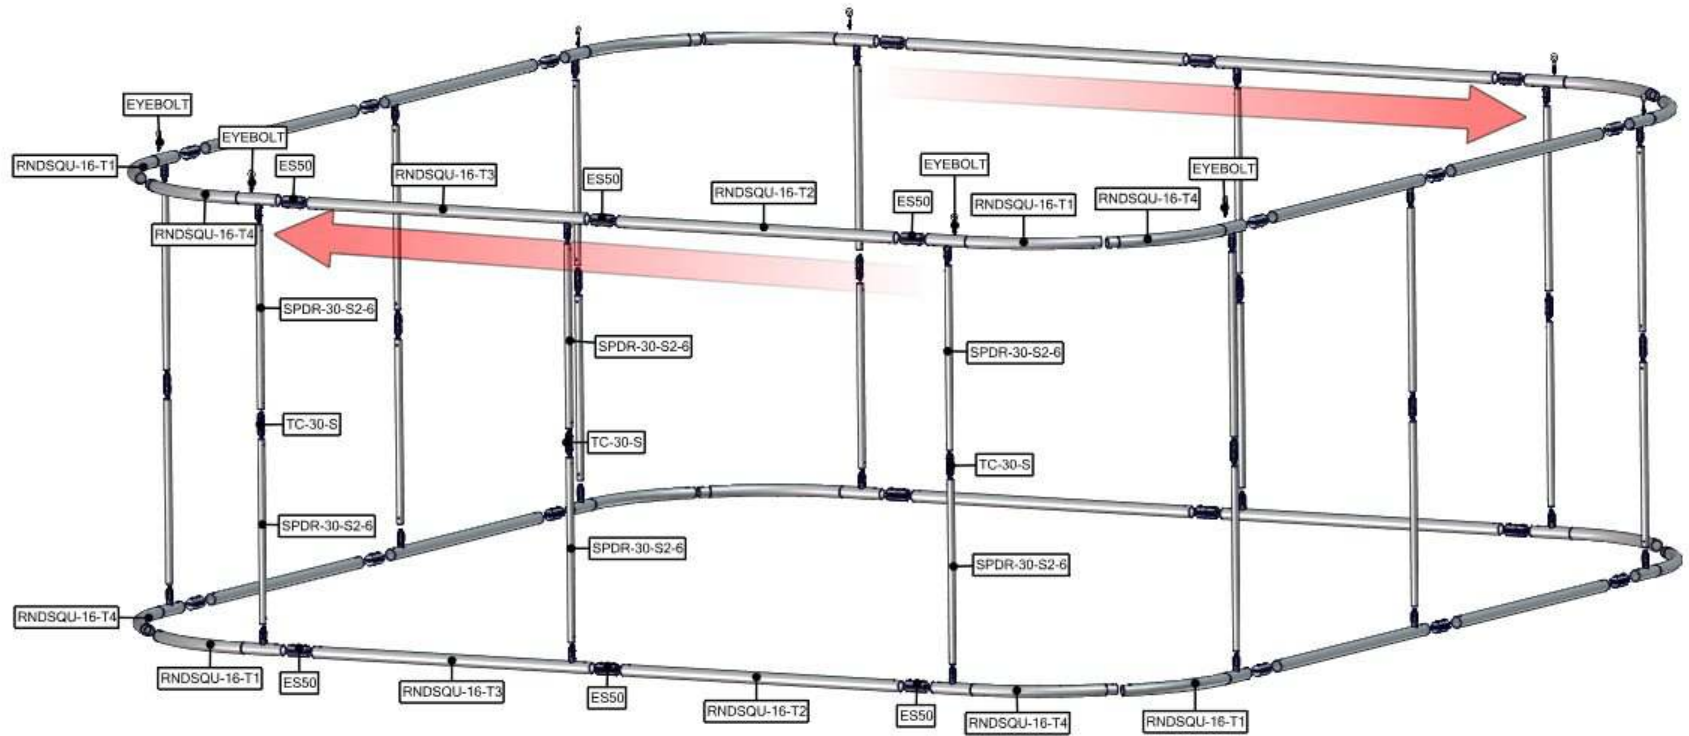 EYEBOLT
EYEBOLT
RNDSQU-16-T1
ES50
RNDSQU-16-T3
ES50
RNDSQU-16-T2
EYEBOLT
EYEBOLT
ES50
RNDSQU-16-T1
RNDSQU-16-T4
RNDSQU-16-T4
SPDR-30-S2-6
SPDR-30-S2-6
SPDR-30-S2-6
TC-30-S
TC-30-S
TC-30-S
SPDR-30-S2-6
SPDR-30-S2-6
SPDR-30-S2-6
RNDSQU-16-T4
RNDSQU-16-T1
ES50
RNDSQU-16-T3
ES50
RNDSQU-16-T2
ES50
RNDSQU-16-T4
RNDSQU-16-T1